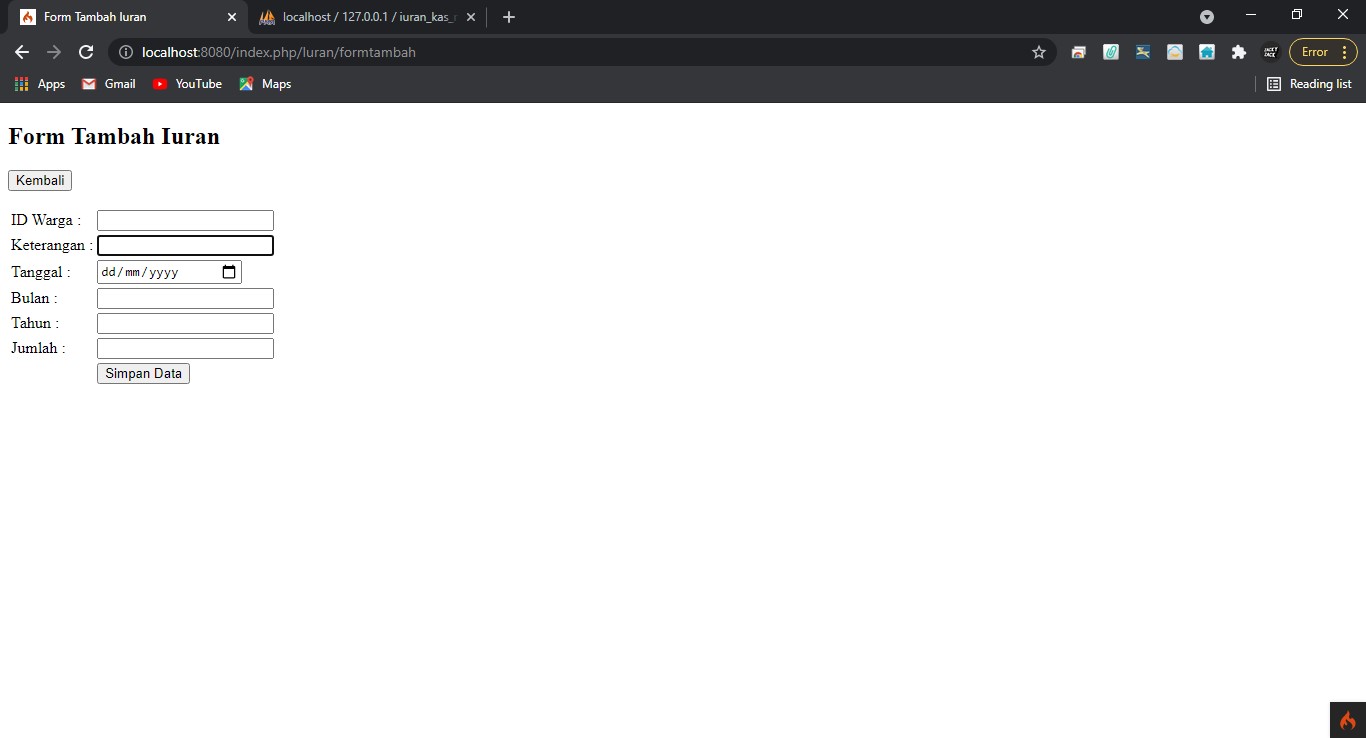 Form Tambah Iuran
localhost / 127.0.0.1 / iuran_kas_
localhost:8080/index.php/Iuran/formtambah
Error
Apps
Gmail
YouTube
Maps
Reading list
Form Tambah Iuran
Kembali
ID Warga :
Keterangan :
Tanggal : dd/mm/yyyy
Bulan :
Tahun :
Jumlah :
Simpan Data